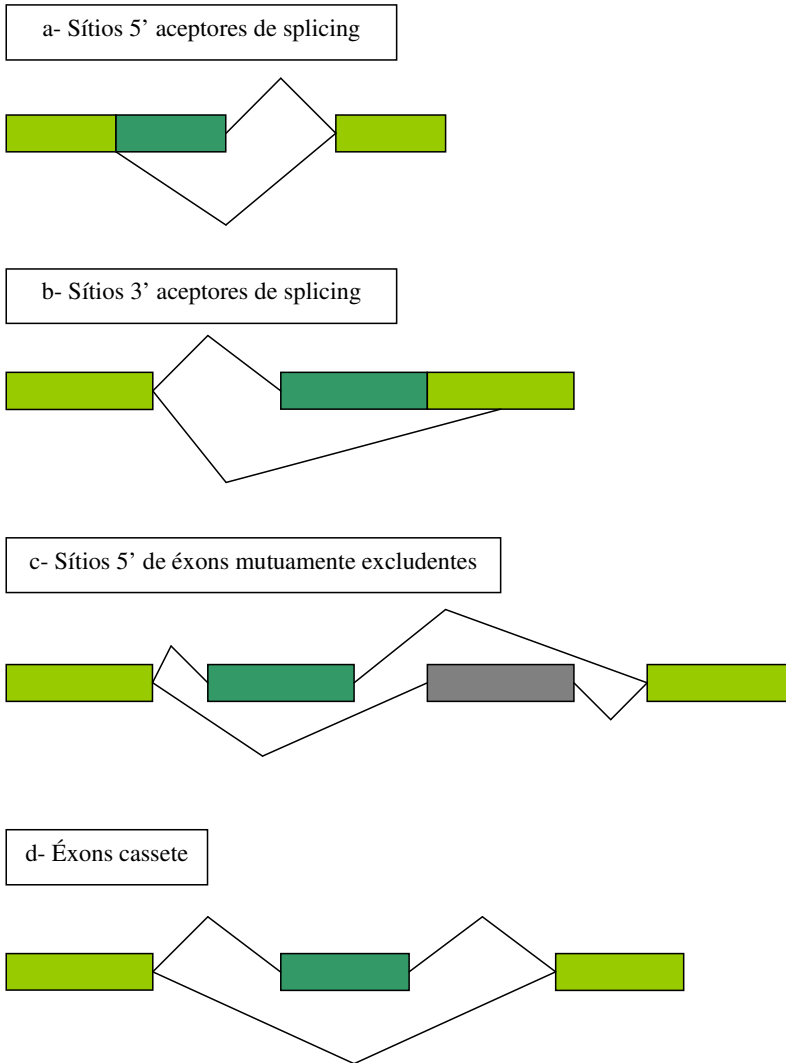 a- Sítios 5’ aceptores de splicing
b- Sítios 3’ aceptores de splicing
c- Sítios 5’ de éxons mutuamente excludentes
d- Éxons cassete